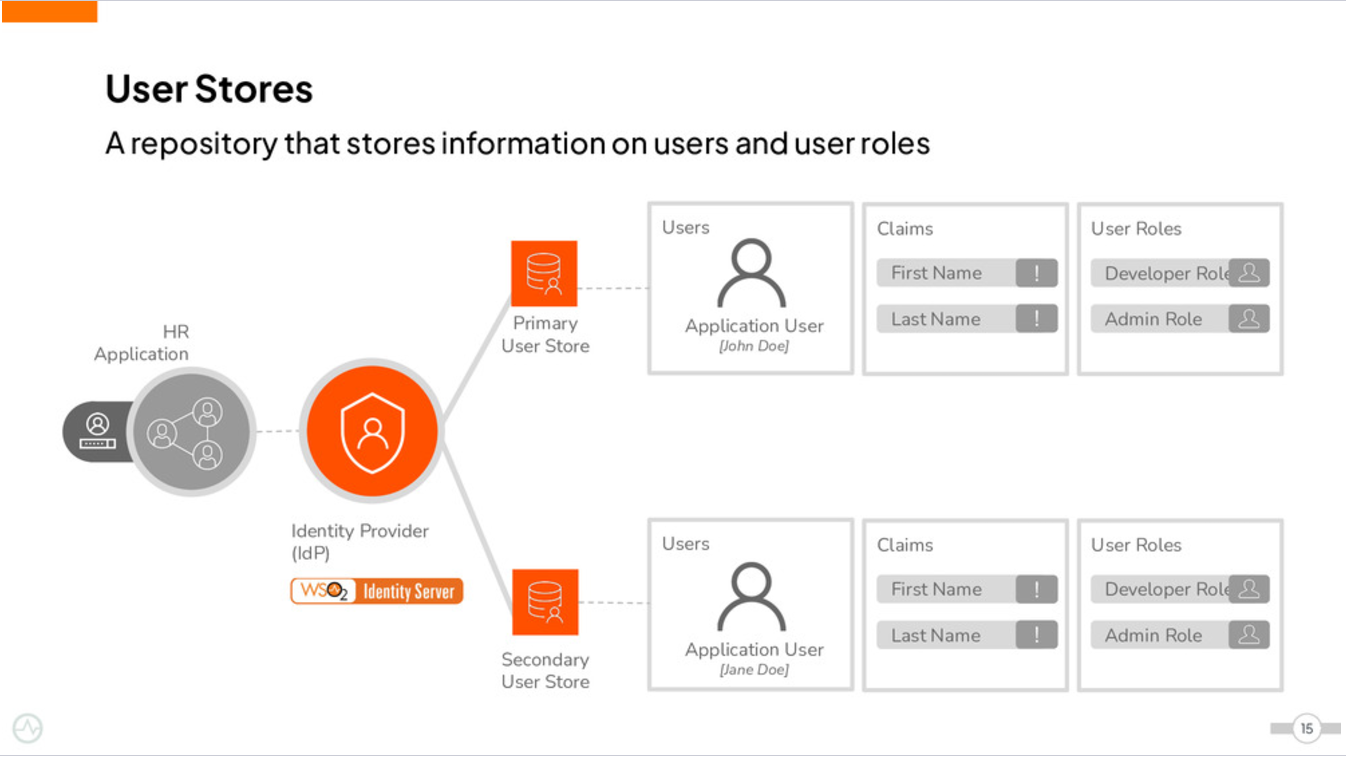 User Stores
A repository that stores information on users and user roles
HR
Application
Identity Provider
(IdP)
WSO2 Identity Server
Primary
User Store
Users
Application User
[John Doe]
Claims
First Name
!
Last Name
!
User Roles
Developer Role
Admin Role
Secondary
User Store
Users
Application User
[Jane Doe]
Claims
First Name
!
Last Name
!
User Roles
Developer Role
Admin Role
15